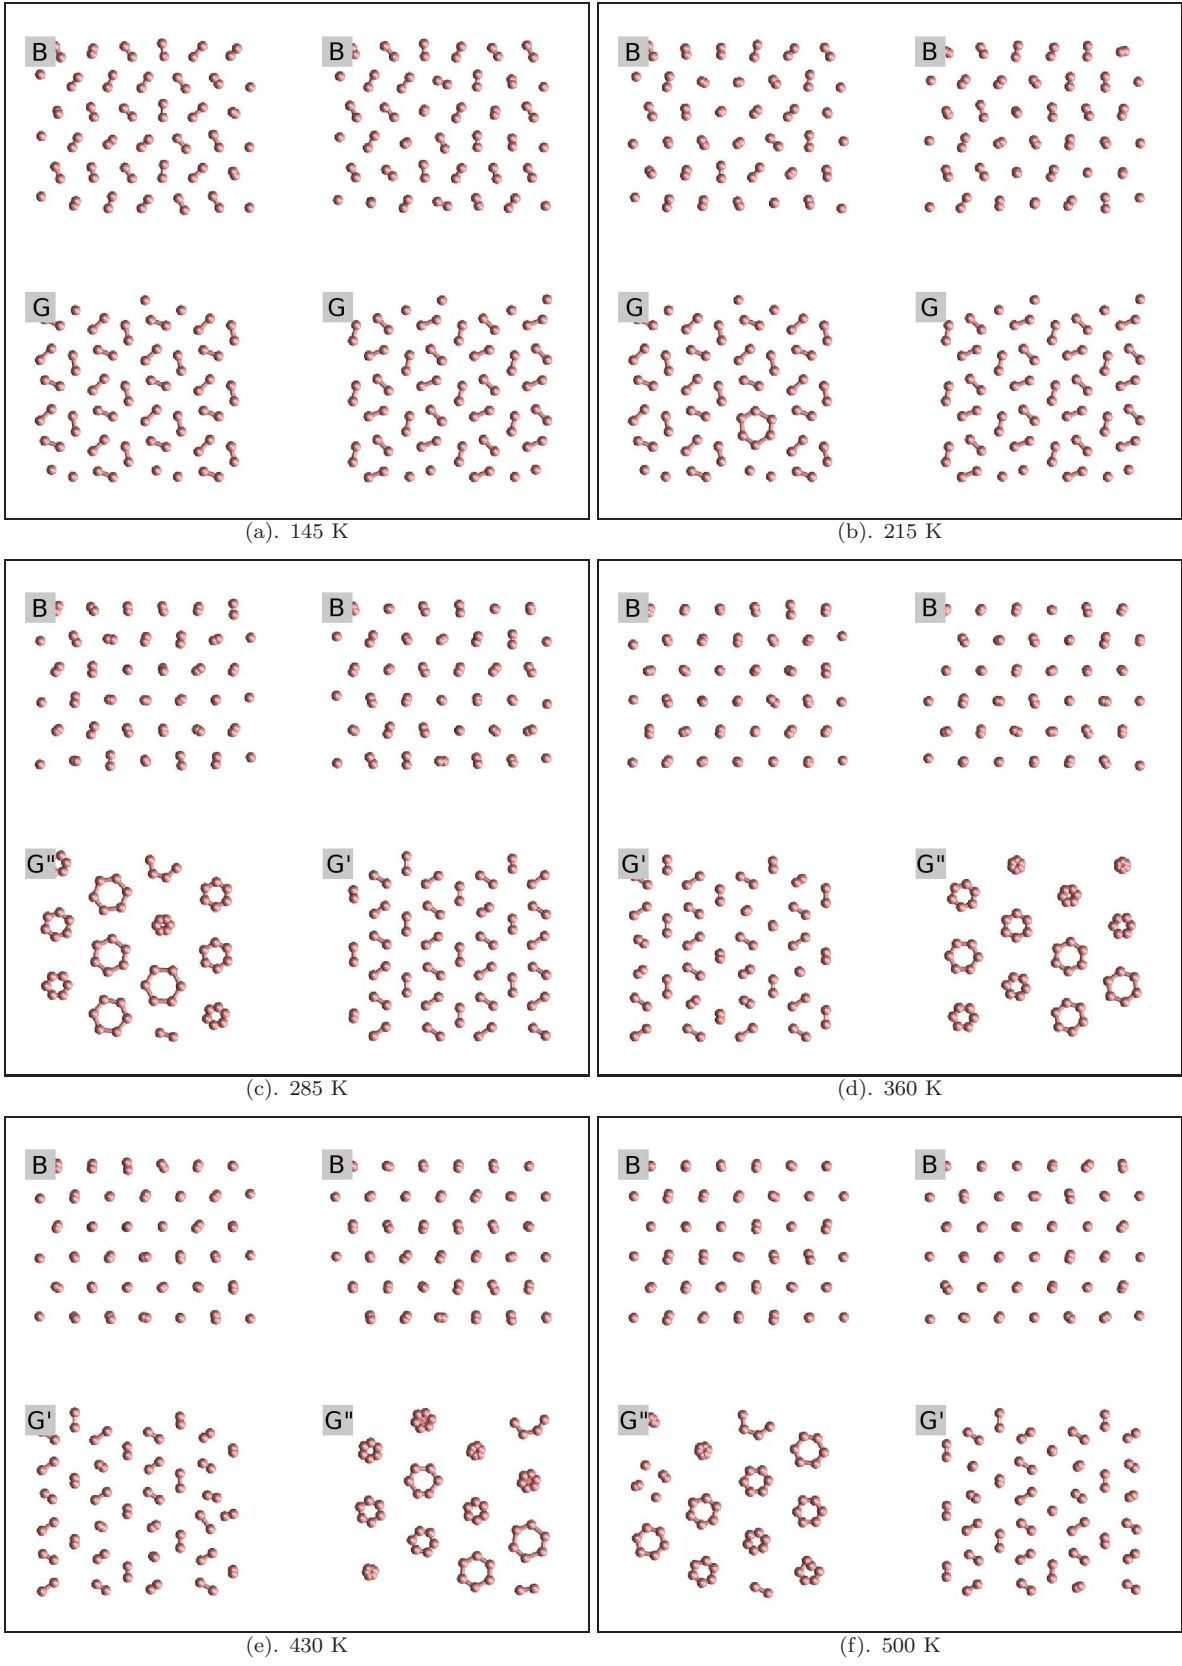 B B B B
G G G G
(a). 145 K (b). 215 K
B B B B
G" G' G' G"
(c). 285 K (d). 360 K
B B B B
G' G" G" G'
(e). 430 K (f). 500 K